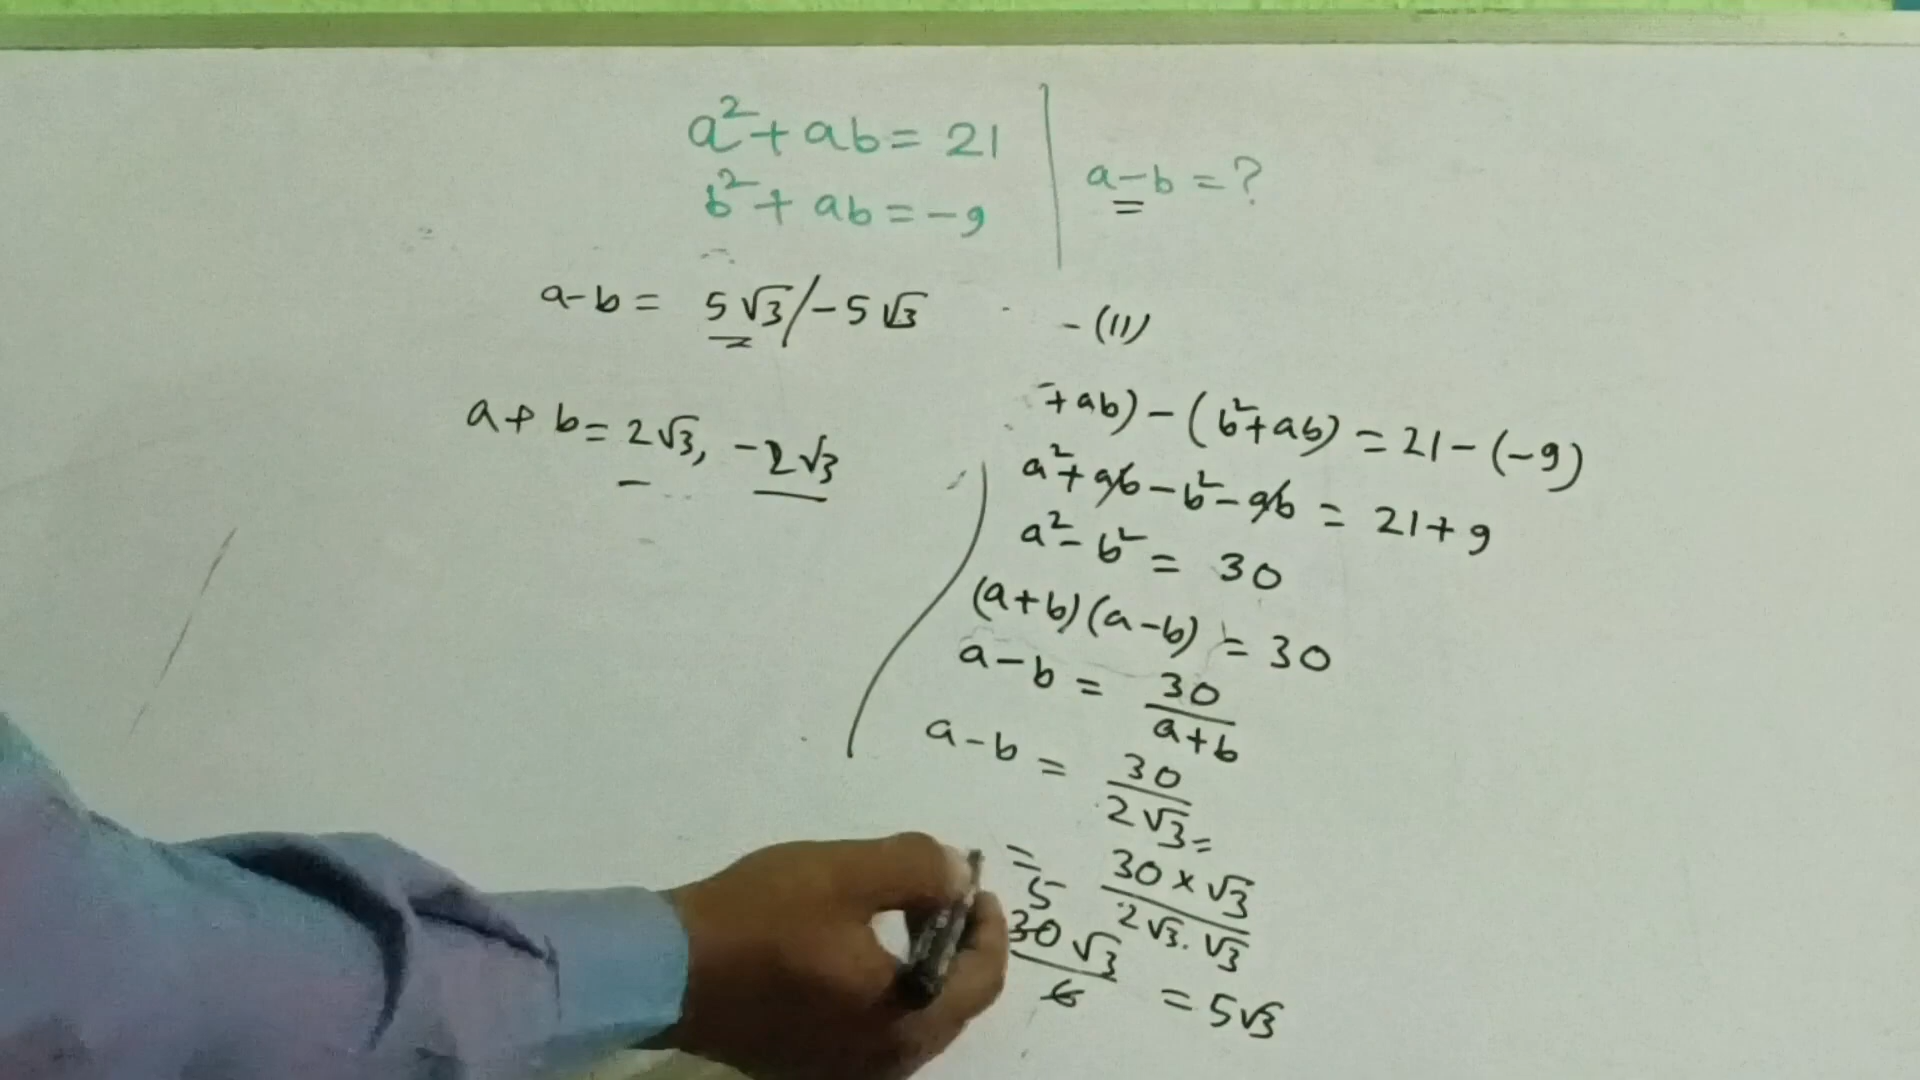 a²+ab=21
b²+ab=-9
a-b=?
a-b= 5√3/-5√3
-(11)
a+b=2√3, -2√3
+ab)-(b²+ab)=21-(-9)
a²+ab-b²-ab=21+9
a²-b²=30
(a+b)(a-b)=30
a-b=30/a+b
a-b=30/2√3=
=30×√3/2√3.√3
5
30√3/6=5√3